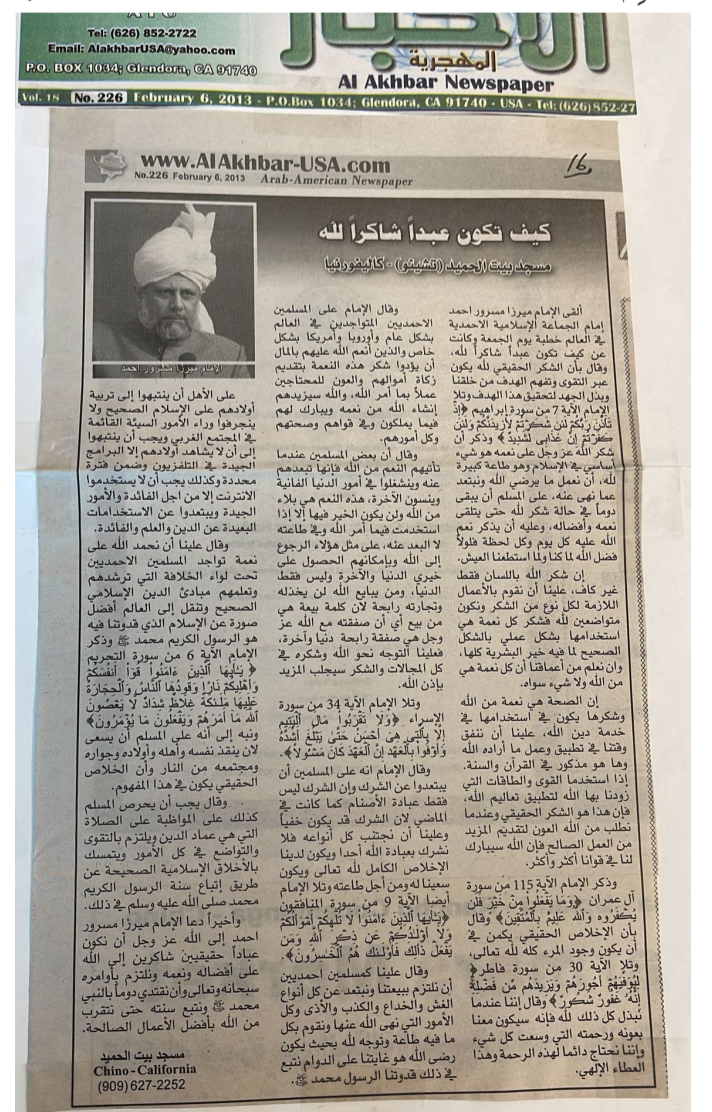 Tel: (626) 852-2722
Email: AlakhbarUSA@yahoo.com
P.O. BOX 1034; Glendora, CA 91740
الأخبار
المهجرية
Al Akhbar Newspaper
Vol. 18 No. 226 February 6, 2013 - P.O.Box 1034; Glendora, CA 91740 - USA - Tel: (626) 852-27
www.AlAkhbar-USA.com
No.226 February 6, 2013 Arab-American Newspaper
16
كيف تكون عبداً شاكراً لله
مسجد بيت الحميد (تشينو) - كاليفورنيا
الإمام ميرزا مسرور احمد
ألقى الإمام ميرزا مسرور احمد
إمام الجماعة الإسلامية الاحمدية
في العالم خطبة يوم الجمعة وكانت
عن كيف تكون عبداً شاكراً لله،
وقال بأن الشكر الحقيقي لله يكون
عبر التقوى وتفهم الهدف من خلقنا
وبذل الجهد لتحقيق هذا الهدف وتلا
الإمام الآية 7 من سورة إبراهيم ﴿إِذْ
تَأَذَّنَ رَبُّكُمْ لَئِن شَكَرْتُمْ لأَزِيدَنَّكُمْ وَلَئِن
كَفَرْتُمْ إِنَّ عَذَابِي لَشَدِيدٌ﴾ وذكر أن
شكر الله عز وجل على نعمه هو شيء
أساسي في الإسلام وهو طاعة كبيرة
لله، أن نعمل ما يرضي الله ونبتعد
عما نهى عنه، على المسلم أن يبقى
دوماً في حالة شكر لله حتى يتلقى
نعمه وأفضاله، وعليه أن يذكر نعم
الله عليه كل يوم وكل لحظة فلولا
فضل الله لما كنا ولما استطعنا العيش.
إن شكر الله باللسان فقط
غير كاف، علينا أن نقوم بالأعمال
اللازمة لكل نوع من الشكر ونكون
متواضعين لله فشكر كل نعمة هي
استخدامها بشكل عملي بالشكل
الصحيح لما فيه خير البشرية كلها،
وان نعلم من أعماقنا أن كل نعمة هي
من الله ولا شيء سواه.
إن الصحة هي نعمة من الله
وشكرها يكون في استخدامها في
خدمة دين الله، علينا أن ننفق
وقتنا في تطبيق وعمل ما أراده الله
وها هو مذكور في القرآن والسنة.
إذا استخدما القوى والطاقات التي
زودنا بها الله لتطبيق تعاليم الله،
فإن هذا هو الشكر الحقيقي وعندما
نطلب من الله العون لتقديم المزيد
من العمل الصالح فإن الله سيبارك
لنا في قوانا أكثر وأكثر.
وذكر الإمام الآية 115 من سورة
آل عمران ﴿وَمَا يَفْعَلُوا مِنْ خَيْرٍ فَلَن
يُكْفَرُوه وَاللَّهُ عَلِيمٌ بِالْمُتَّقِينَ﴾ وقال
بأن الإخلاص الحقيقي يكمن في
أن يكون وجود المرء كله لله تعالى،
وتلا الآية 30 من سورة فاطر﴿
لِيُوَفِّيَهُمْ أُجُورَهُمْ وَيَزِيدَهُم مِّن فَضْلِهِ
إِنَّهُ غَفُورٌ شَكُورٌ﴾ وقال إننا عندما
نبذل كل ذلك لله فإنه سيكون معنا
بعونه ورحمته التي وسعت كل شيء
وإننا نحتاج دائما لهذه الرحمة وهذا
العطاء الإلهي.
وقال الإمام على المسلمين
الاحمديين المتواجدين في العالم
بشكل عام وأوروبا وأمريكا بشكل
خاص والذين أنعم الله عليهم بالمال
أن يؤدوا شكر هذه النعمة بتقديم
زكاة اموالهم والعون للمحتاجين
عملاً بما أمر الله، والله سيزيدهم
إنشاء الله من نعمه ويبارك لهم
فيما يملكون وفي قواهم وصحتهم
وكل أمورهم.
وقال أن بعض المسلمين عندما
تأتيهم النعم من الله فإنها تبعدهم
عنه وينشغلوا في أمور الدنيا الفانية
وينسون الآخرة، هذه النعم هي بلاء
من الله ولن يكون الخير فيها إلا إذا
استخدمت فيما أمر الله وفي طاعته
لا البعد عنه، على مثل هؤلاء الرجوع
إلى الله وبإمكانهم الحصول على
خيري الدنيا والآخرة وليس فقط
الدنيا، ومن يبايع الله لن يخذله
وتجارته رابحة لان كلمة بيعة هي
من بيع أي أن صفقته مع الله عز
وجل هي صفقة رابحة دنيا وآخرة،
فعلينا التوجه نحو الله وشكره في
كل المجالات والشكر سيجلب المزيد
بإذن الله.
وتلا الإمام الآية 34 من سورة
الإسراء ﴿وَلَا تَقْرَبُوا مَالَ الْيَتِيمِ
إِلَّا بِالَّتِي هِيَ أَحْسَنُ حَتَّى يَبْلُغَ أَشُدَّهُ
وَأَوْفُوا بِالْعَهْدِ إِنَّ الْعَهْدَ كَانَ مَسْئُولاً﴾.
وقال الإمام انه على المسلمين أن
يبتعدوا عن الشرك وإن الشرك ليس
فقط عبادة الأصنام كما كانت في
الماضي لان الشرك قد يكون خفياً
وعلينا أن نجتنب كل أنواعه فلا
نشرك بعبادة الله أحدا ويكون لدينا
الإخلاص الكامل لله تعالى ويكون
سعينا له ومن أجل طاعته وتلا الإمام
أيضا الآية 9 من سورة المنافقون
﴿يَتَأَيُّهَا الَّذِينَ ءَامَنُوا لَا تُلْهِكُمْ أَمْوَالُكُمْ
وَلَا أَوْلَادُكُمْ عَن ذِكْرِ اللَّهِ وَمَن
يَفْعَلْ ذَلِكَ فَأُولَئِكَ هُمُ الْخَاسِرُونَ﴾.
وقال علينا كمسلمين احمديين
أن نلتزم ببيعتنا ونبتعد عن كل أنواع
الغش والخداع والكذب والأذى وكل
الأمور التي نهى الله عنها ونقوم بكل
ما فيه طاعة وتوجه لله بحيث يكون
رضى الله هو غايتنا على الدوام نتبع
في ذلك قدوتنا الرسول محمد ﷺ.
على الأهل أن ينتبهوا إلى تربية
أولادهم على الإسلام الصحيح ولا
ينجرفوا وراء الأمور السيئة القائمة
في المجتمع الغربي ويجب أن ينتبهوا
إلى أن لا يشاهد أولادهم إلا البرامج
الجيدة في التلفزيون وضمن فترة
محددة وكذلك يجب أن لا يستخدموا
الانترنت إلا من اجل الفائدة والأمور
الجيدة ويبتعدوا عن الاستخدامات
البعيدة عن الدين والعلم والفائدة.
وقال علينا أن نحمد الله على
نعمة تواجد المسلمين الاحمديين
تحت لواء الخلافة التي ترشدهم
وتعلمهم مبادئ الدين الإسلامي
الصحيح وتنقل إلى العالم أفضل
صورة عن الإسلام الذي قدوتنا فيه
هو الرسول الكريم محمد ﷺ وذكر
الإمام الآية 6 من سورة التحريم
﴿يَتَأَيُّهَا الَّذِينَ ءَامَنُوا قُوا أَنفُسَكُمْ
وَأَهْلِيكُمْ نَارًا وَقُودُهَا النَّاسُ وَالْحِجَارَةُ
عَلَيْهَا مَلَائِكَةٌ غِلَاظٌ شِدَادٌ لَّا يَعْصُونَ
اللَّهَ مَا أَمَرَهُمْ وَيَفْعَلُونَ مَا يُؤْمَرُونَ﴾
ونبه إلى أنه على المسلم أن يسعى
لان ينقذ نفسه وأهله وأولاده وجواره
ومجتمعه من النار وأن الخلاص
الحقيقي يكون في هذا المفهوم.
وقال يجب أن يحرص المسلم
كذلك على المواظبة على الصلاة
التي هي عماد الدين ويلتزم بالتقوى
والتواضع في كل الأمور ويتمسك
بالأخلاق الإسلامية الصحيحة عن
طريق إتباع سنة الرسول الكريم
محمد صلى الله عليه وسلم في ذلك.
وأخيراً دعا الإمام ميرزا مسرور
احمد إلى الله عز وجل أن نكون
عباداً حقيقيين شاكرين إلى الله
على أفضاله ونعمه ونلتزم بأوامره
سبحانه وتعالى وأن نقتدي دوماً بالنبي
محمد ﷺ ونتبع سنته حتى نتقرب
من الله بأفضل الأعمال الصالحة.
مسجد بيت الحميد
Chino - California
(909) 627-2252